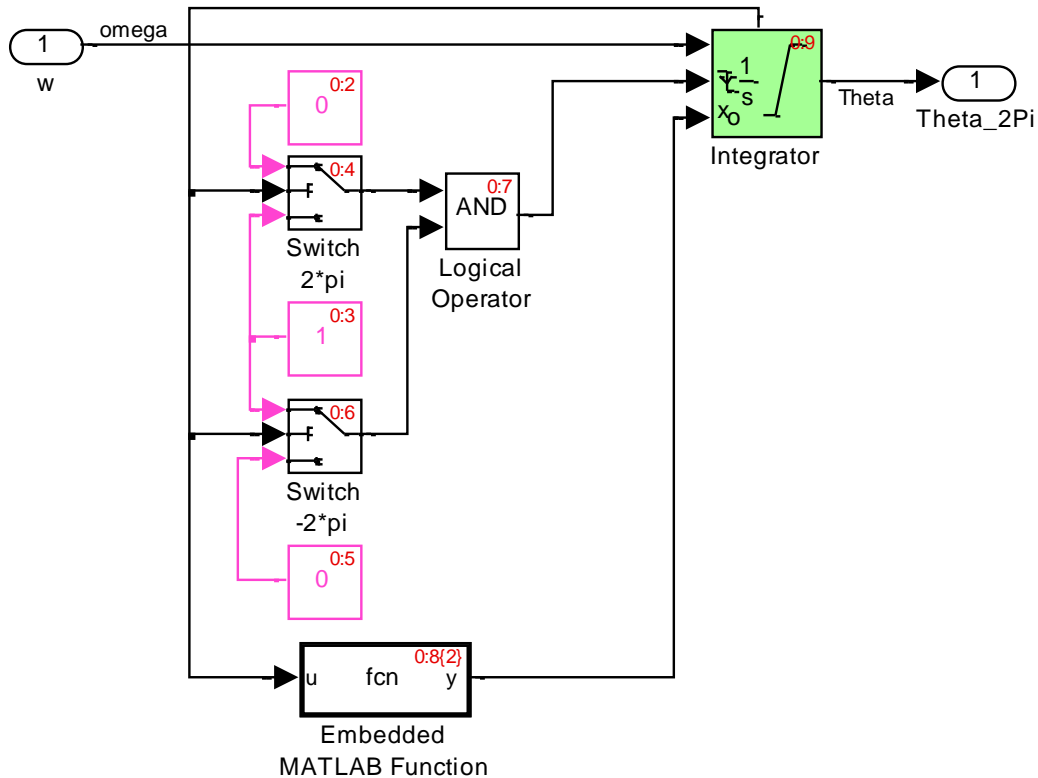 1
omega
w
0:9
1
s
xo
Integrator
Theta
1
Theta_2Pi
0:2
0
0:4
Switch
2*pi
0:7
AND
Logical
Operator
0:3
1
0:6
Switch
-2*pi
0:5
0
0:8{2}
u
fcn
y
Embedded
MATLAB Function